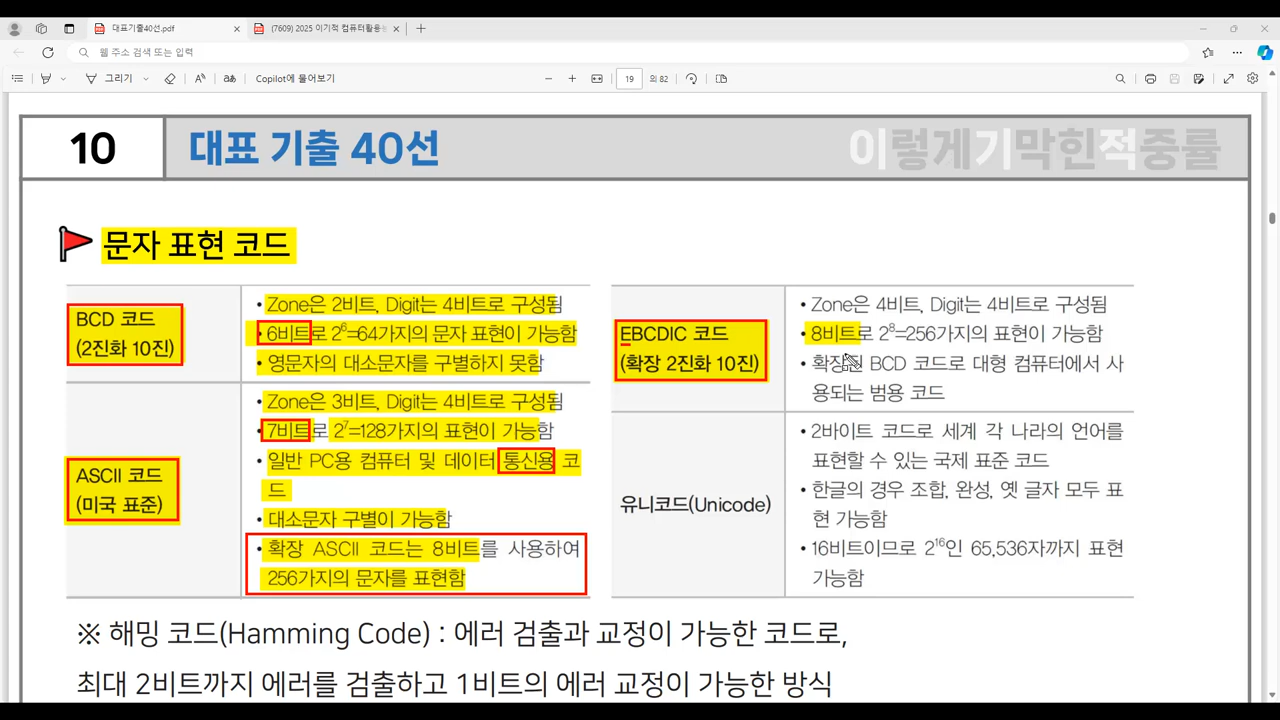 대표기출40선.pdf
(7609) 2025 이기적 컴퓨터활용능
웹 주소 검색 또는 입력
그리기
가あ
Copilot에 물어보기
19
의 82
10
대표 기출 40선
이렇게기막힌적중률
문자 표현 코드
BCD 코드
(2진화 10진)
•Zone은 2비트, Digit는 4비트로 구성됨
•6비트로 2⁶=64가지의 문자 표현이 가능함
•영문자의 대소문자를 구별하지 못함
ASCII 코드
(미국 표준)
•Zone은 3비트, Digit는 4비트로 구성됨
•7비트로 2⁷=128가지의 표현이 가능함
•일반 PC용 컴퓨터 및 데이터 통신용 코
드
•대소문자 구별이 가능함
•확장 ASCII 코드는 8비트를 사용하여
256가지의 문자를 표현함
EBCDIC 코드
(확장 2진화 10진)
•Zone은 4비트, Digit는 4비트로 구성됨
•8비트로 2⁸=256가지의 표현이 가능함
•확장된 BCD 코드로 대형 컴퓨터에서 사
용되는 범용 코드
유니코드(Unicode)
•2바이트 코드로 세계 각 나라의 언어를
표현할 수 있는 국제 표준 코드
•한글의 경우 조합, 완성, 옛 글자 모두 표
현 가능함
•16비트이므로 2¹⁶인 65,536자까지 표현
가능함
※ 해밍 코드(Hamming Code) : 에러 검출과 교정이 가능한 코드로,
최대 2비트까지 에러를 검출하고 1비트의 에러 교정이 가능한 방식